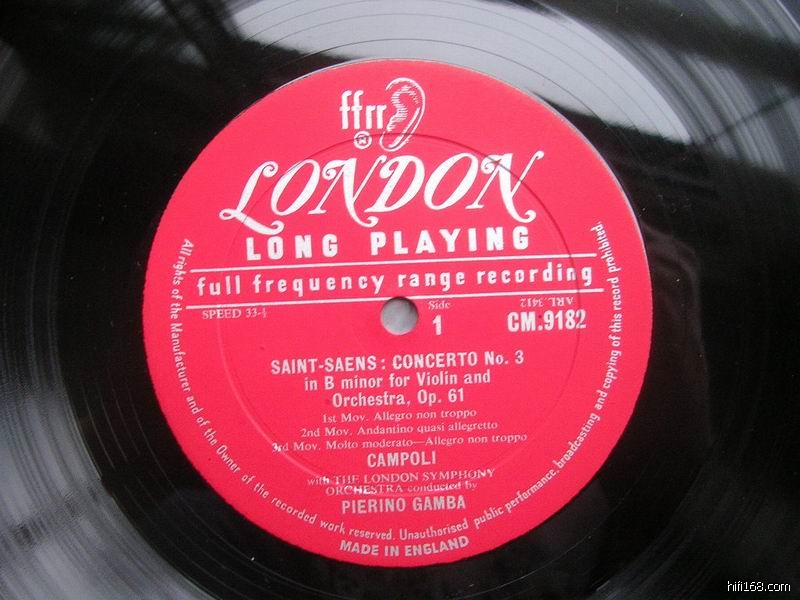 ffrr
LONDON
LONG PLAYING
full frequency range recording
SPEED 33-⅓
Side
1
ARL.3412
CM.9182
SAINT-SAENS : CONCERTO No. 3
in B minor for Violin and
Orchestra, Op. 61
1st Mov. Allegro non troppo
2nd Mov. Andantino quasi allegretto
3rd Mov. Molto moderato—Allegro non troppo
CAMPOLI
with THE LONDON SYMPHONY
ORCHESTRA conducted by
PIERINO GAMBA
All rights of the Manufacturer and of the Owner of the recorded work reserved. Unauthorised public performance, broadcasting and copying of this record prohibited.
MADE IN ENGLAND
hifi168.com